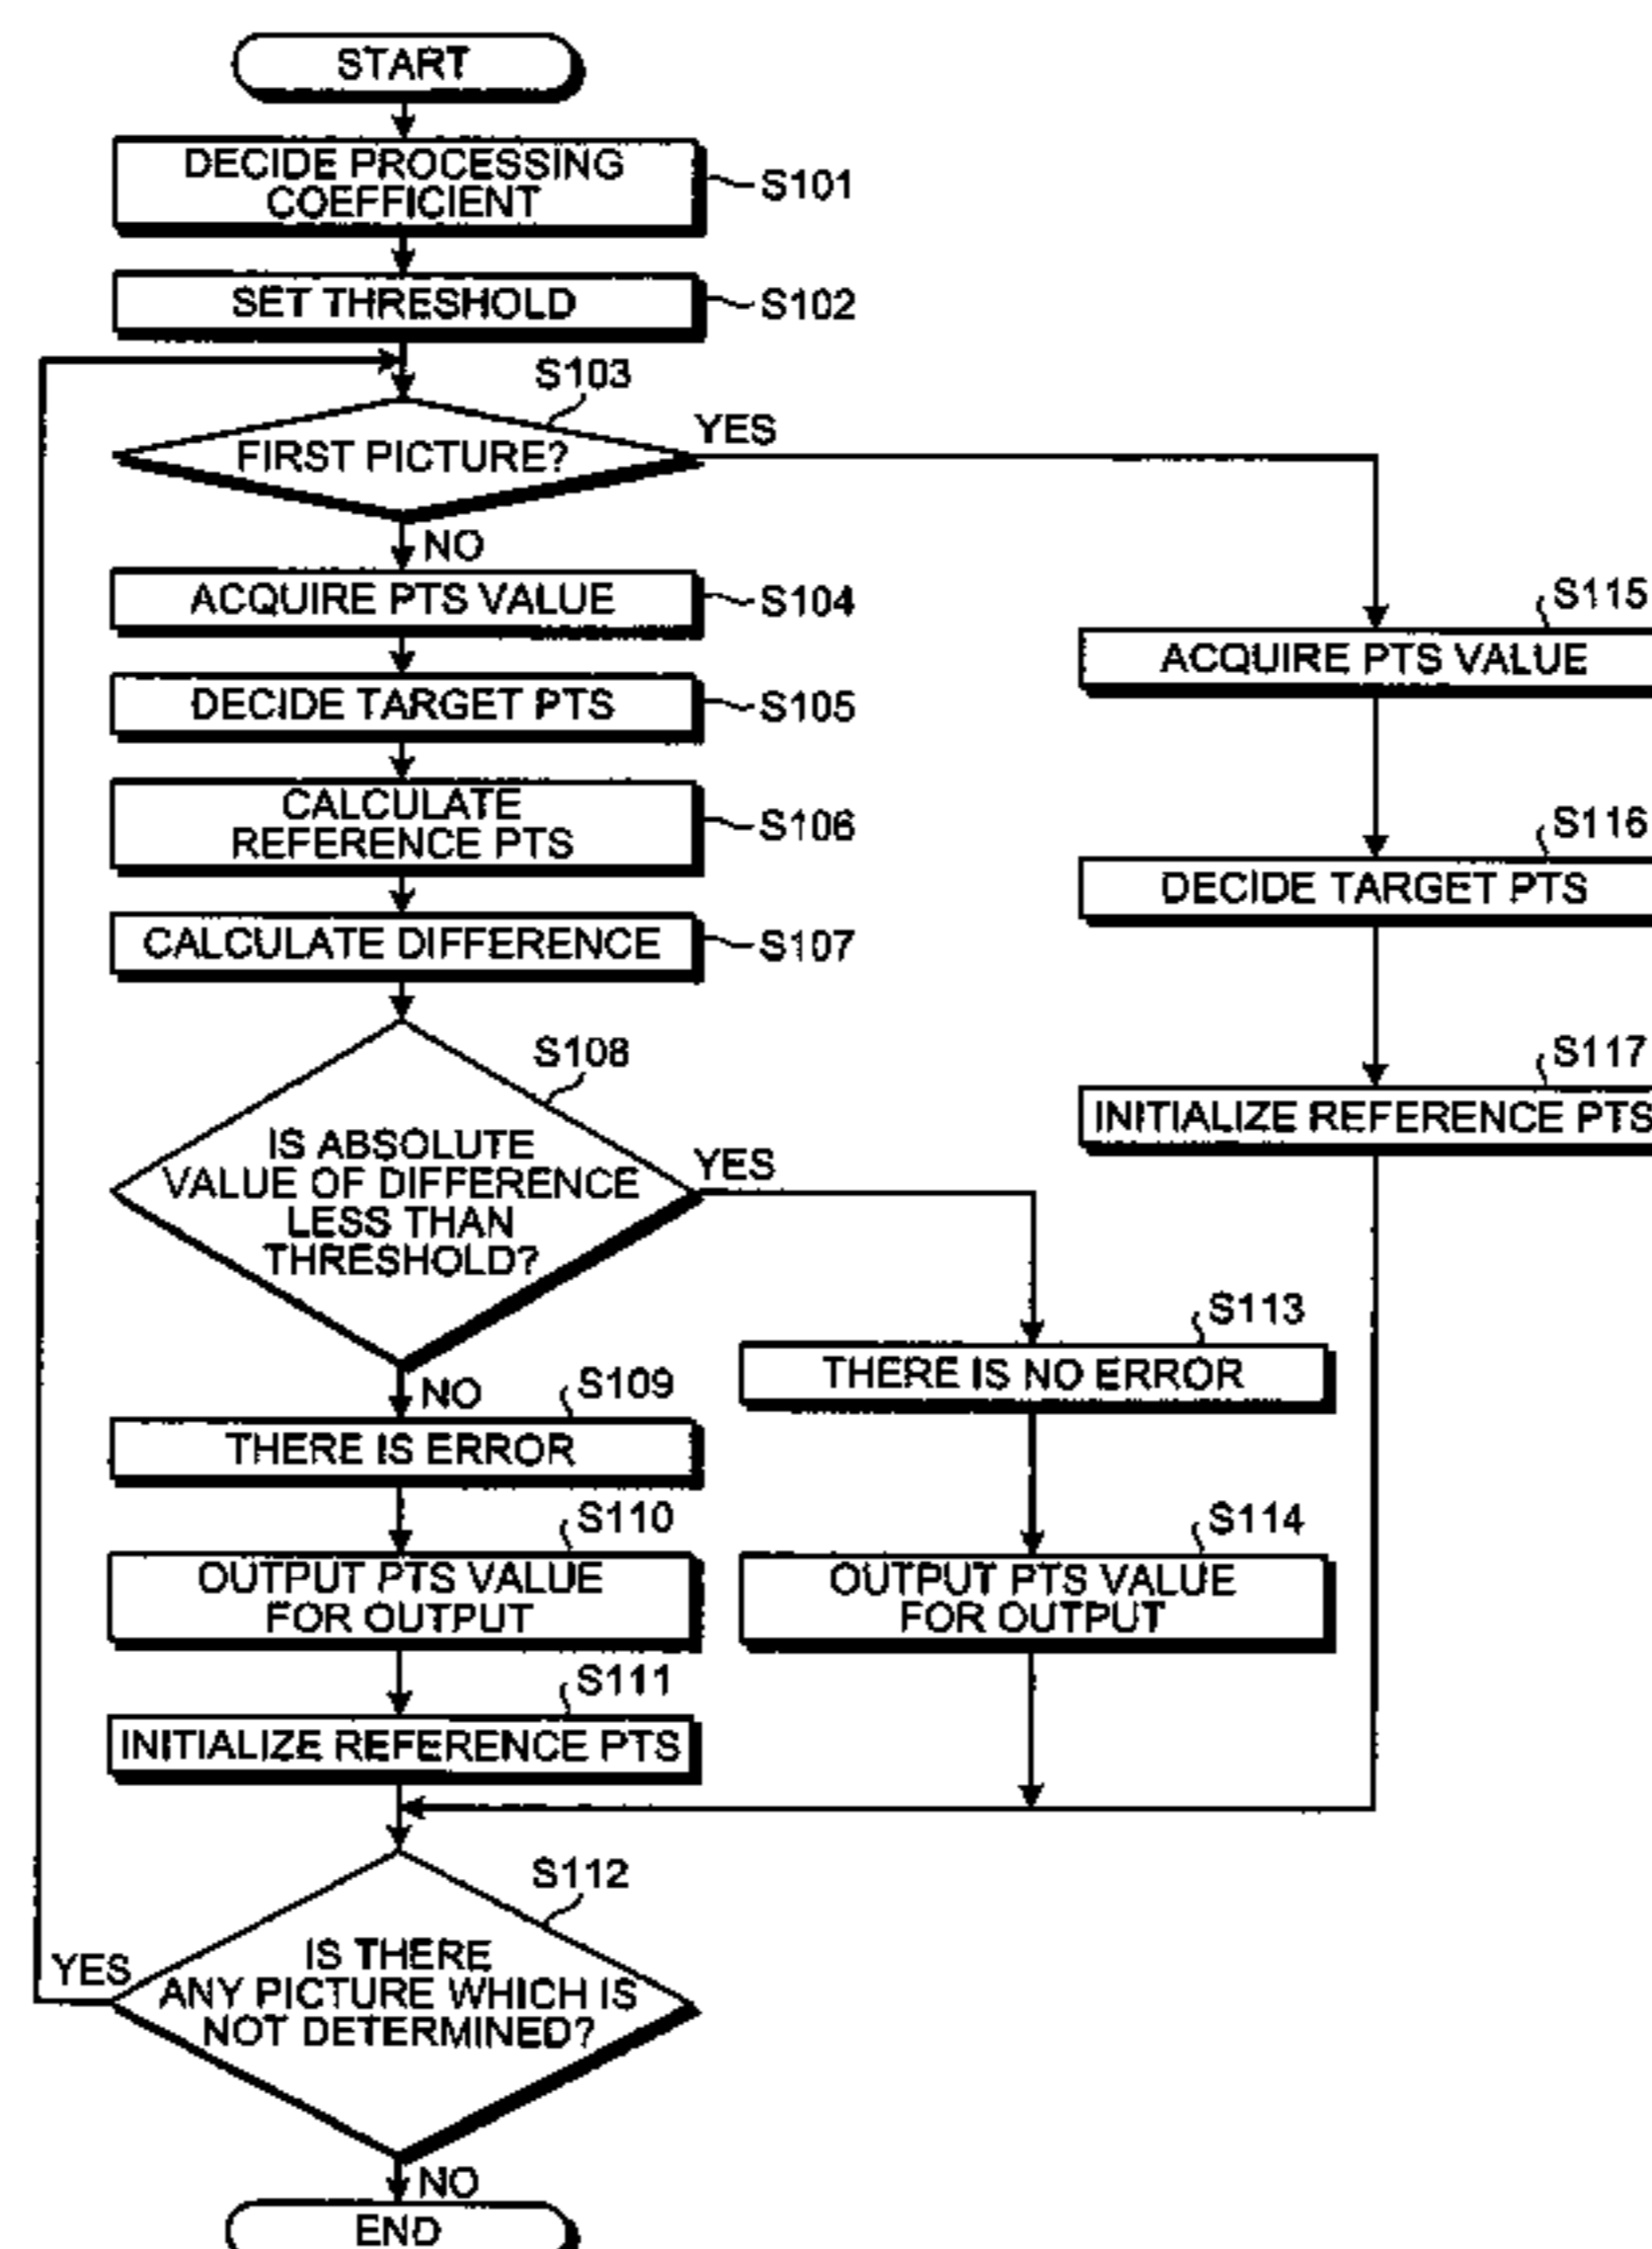 START
DECIDE PROCESSING
COEFFICIENT
S101
SET THRESHOLD
S102
S103
FIRST PICTURE?
YES
NO
ACQUIRE PTS VALUE
S104
DECIDE TARGET PTS
S105
CALCULATE
REFERENCE PTS
S106
CALCULATE DIFFERENCE
S107
S108
IS ABSOLUTE
VALUE OF DIFFERENCE
LESS THAN
THRESHOLD?
YES
NO
S109
THERE IS ERROR
S110
OUTPUT PTS VALUE
FOR OUTPUT
S111
INITIALIZE REFERENCE PTS
S113
THERE IS NO ERROR
S114
OUTPUT PTS VALUE
FOR OUTPUT
S115
ACQUIRE PTS VALUE
S116
DECIDE TARGET PTS
S117
INITIALIZE REFERENCE PTS
S112
IS THERE
ANY PICTURE WHICH IS
NOT DETERMINED?
YES
NO
END